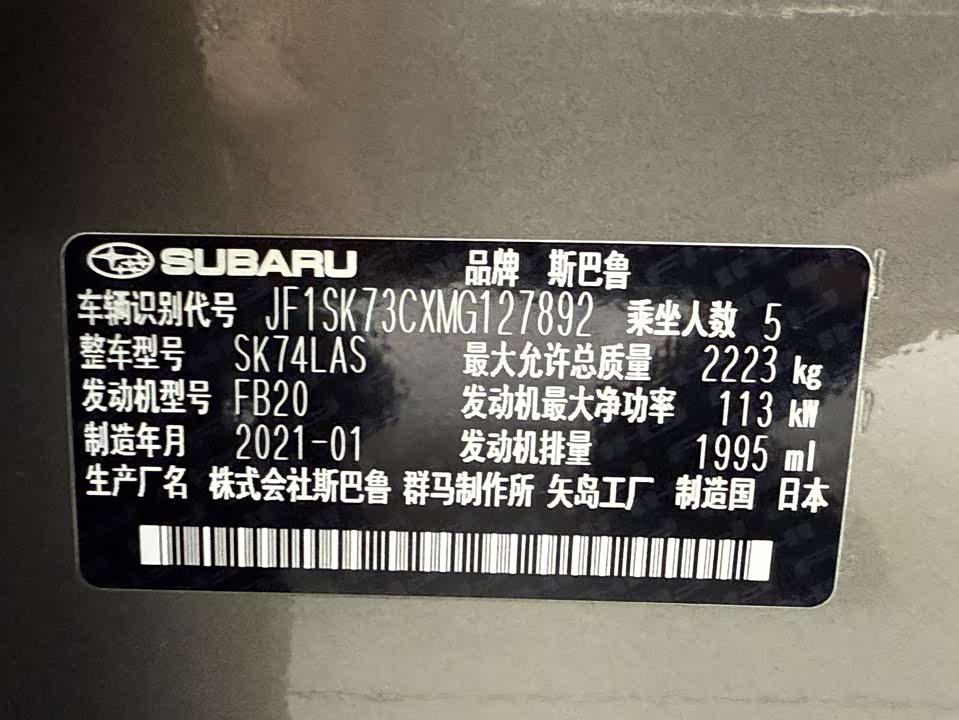 SUBARU 品牌 斯巴鲁
车辆识别代号 JF1SK73CXMG127892 乘坐人数 5
整车型号 SK74LAS 最大允许总质量 2223 kg
发动机型号 FB20 发动机最大净功率 113 kW
制造年月 2021-01 发动机排量 1995 ml
生产厂名 株式会社斯巴鲁 群马制作所 矢岛工厂 制造国 日本